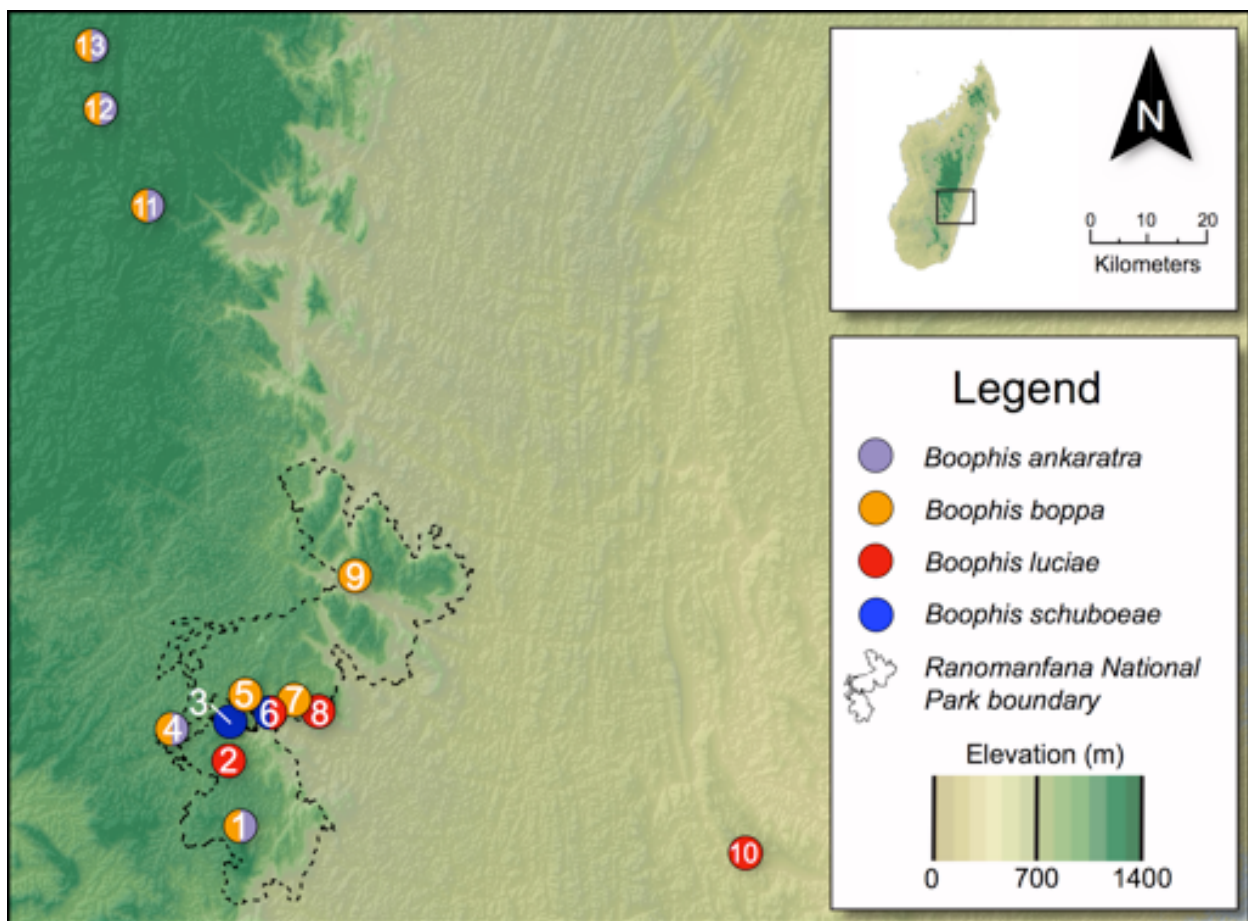 13
12
11
9
5
7
3
6
8
4
2
1
10
N
0 10 20
Kilometers
Legend
Boophis ankaratra
Boophis boppa
Boophis luciae
Boophis schuboeae
Ranomanfana National
Park boundary
Elevation (m)
0 700 1400